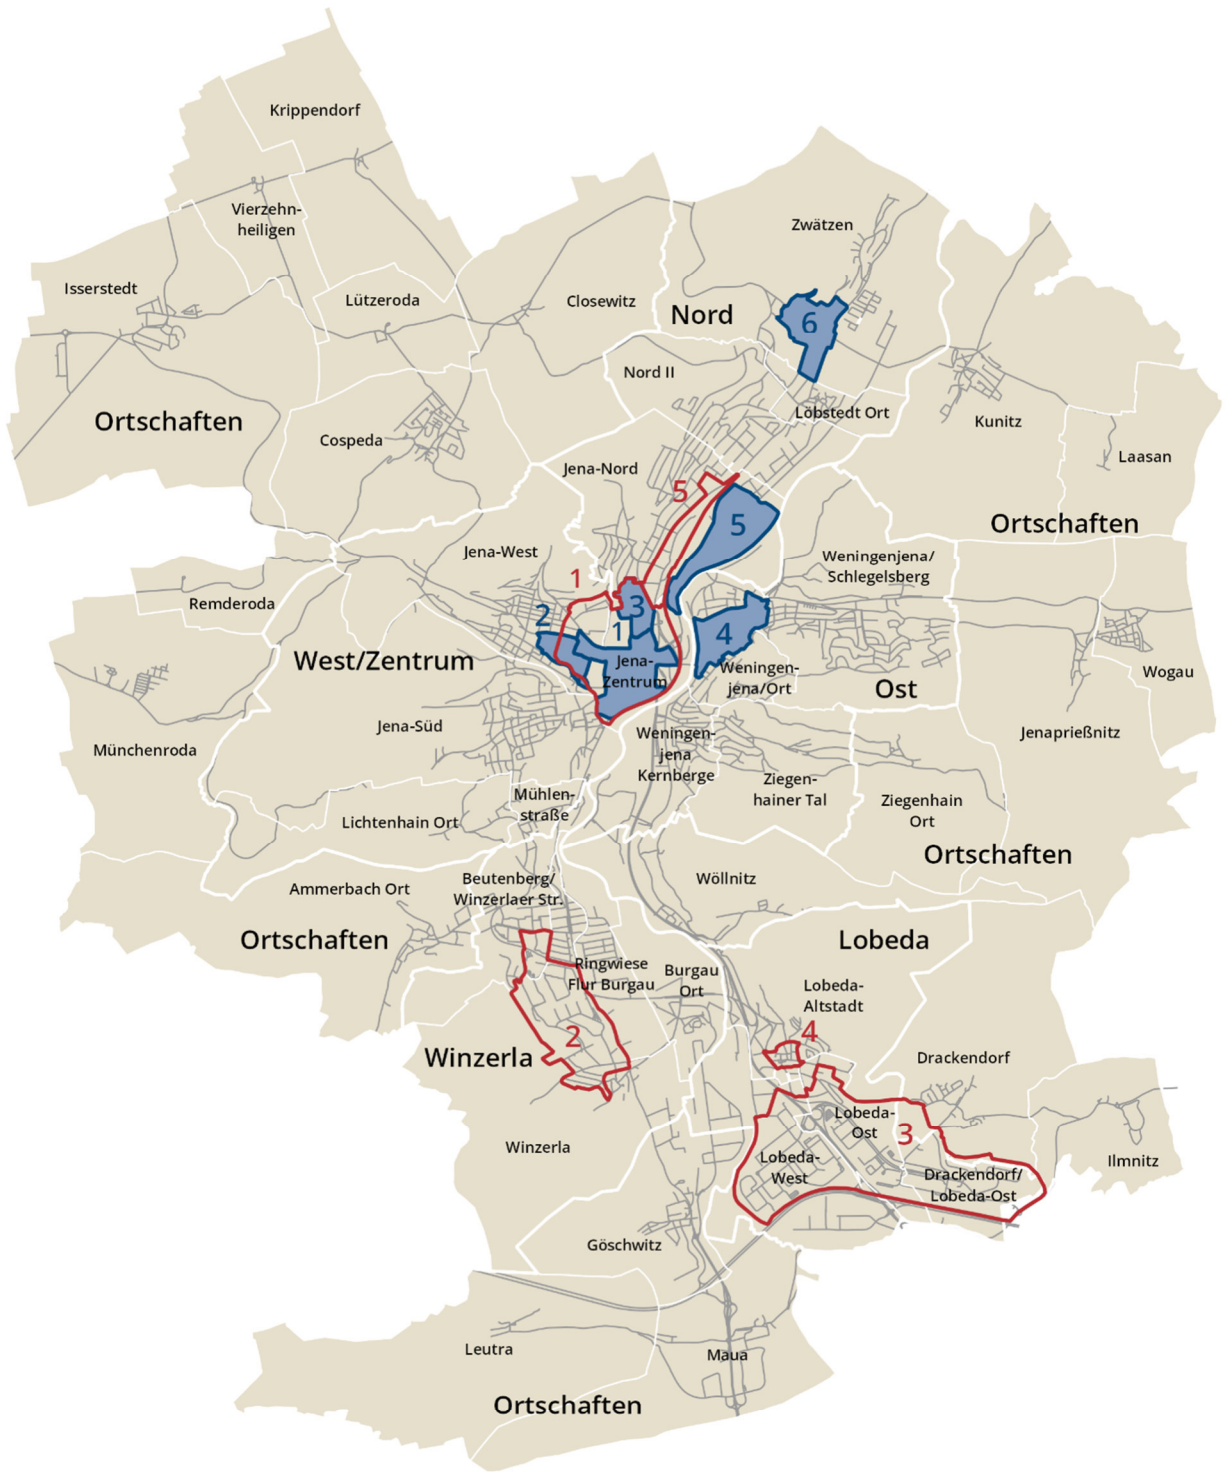 Krippendorf
Vierzehn-
heiligen
Zwätzen
Isserstedt
Lützeroda
Closewitz
Nord
6
Nord II
Löbstedt Ort
Ortschaften
Cospeda
Kunitz
Laasan
Jena-Nord
5
5
Ortschaften
Jena-West
Weningenjena/
Schlegelsberg
1
Remderoda
2
3
1
4
West/Zentrum
Jena-
Zentrum
Weningen-
jena/Ort
Ost
Wogau
Jena-Süd
Münchenroda
Weningen-
jena
Kernberge
Jenaprießnitz
Ziegen-
hainer Tal
Ziegenhain
Ort
Mühlen-
straße
Lichtenhain Ort
Ortschaften
Ammerbach Ort
Beutenberg/
Winzerlaer Str.
Wöllnitz
Ortschaften
Lobeda
Ringwiese
Flur Burgau
Burgau
Ort
Lobeda-
Altstadt
2
4
Winzerla
Drackendorf
Lobeda-
Ost
3
Winzerla
Lobeda-
West
Drackendorf/
Lobeda-Ost
Ilmnitz
Göschwitz
Leutra
Maua
Ortschaften